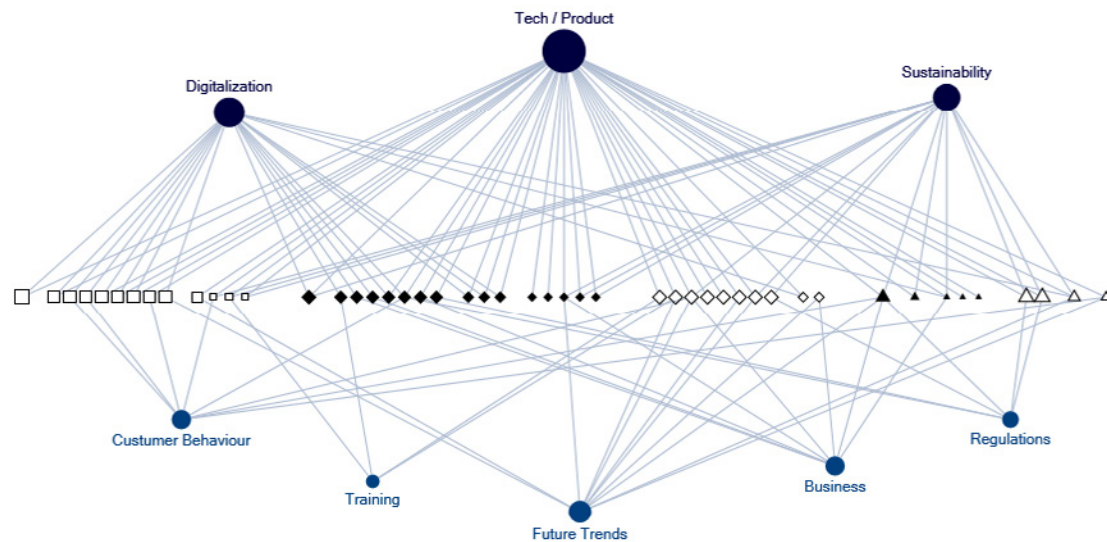 Tech / Product
Digitalization
Sustainability
Custumer Behaviour
Regulations
Training
Business
Future Trends